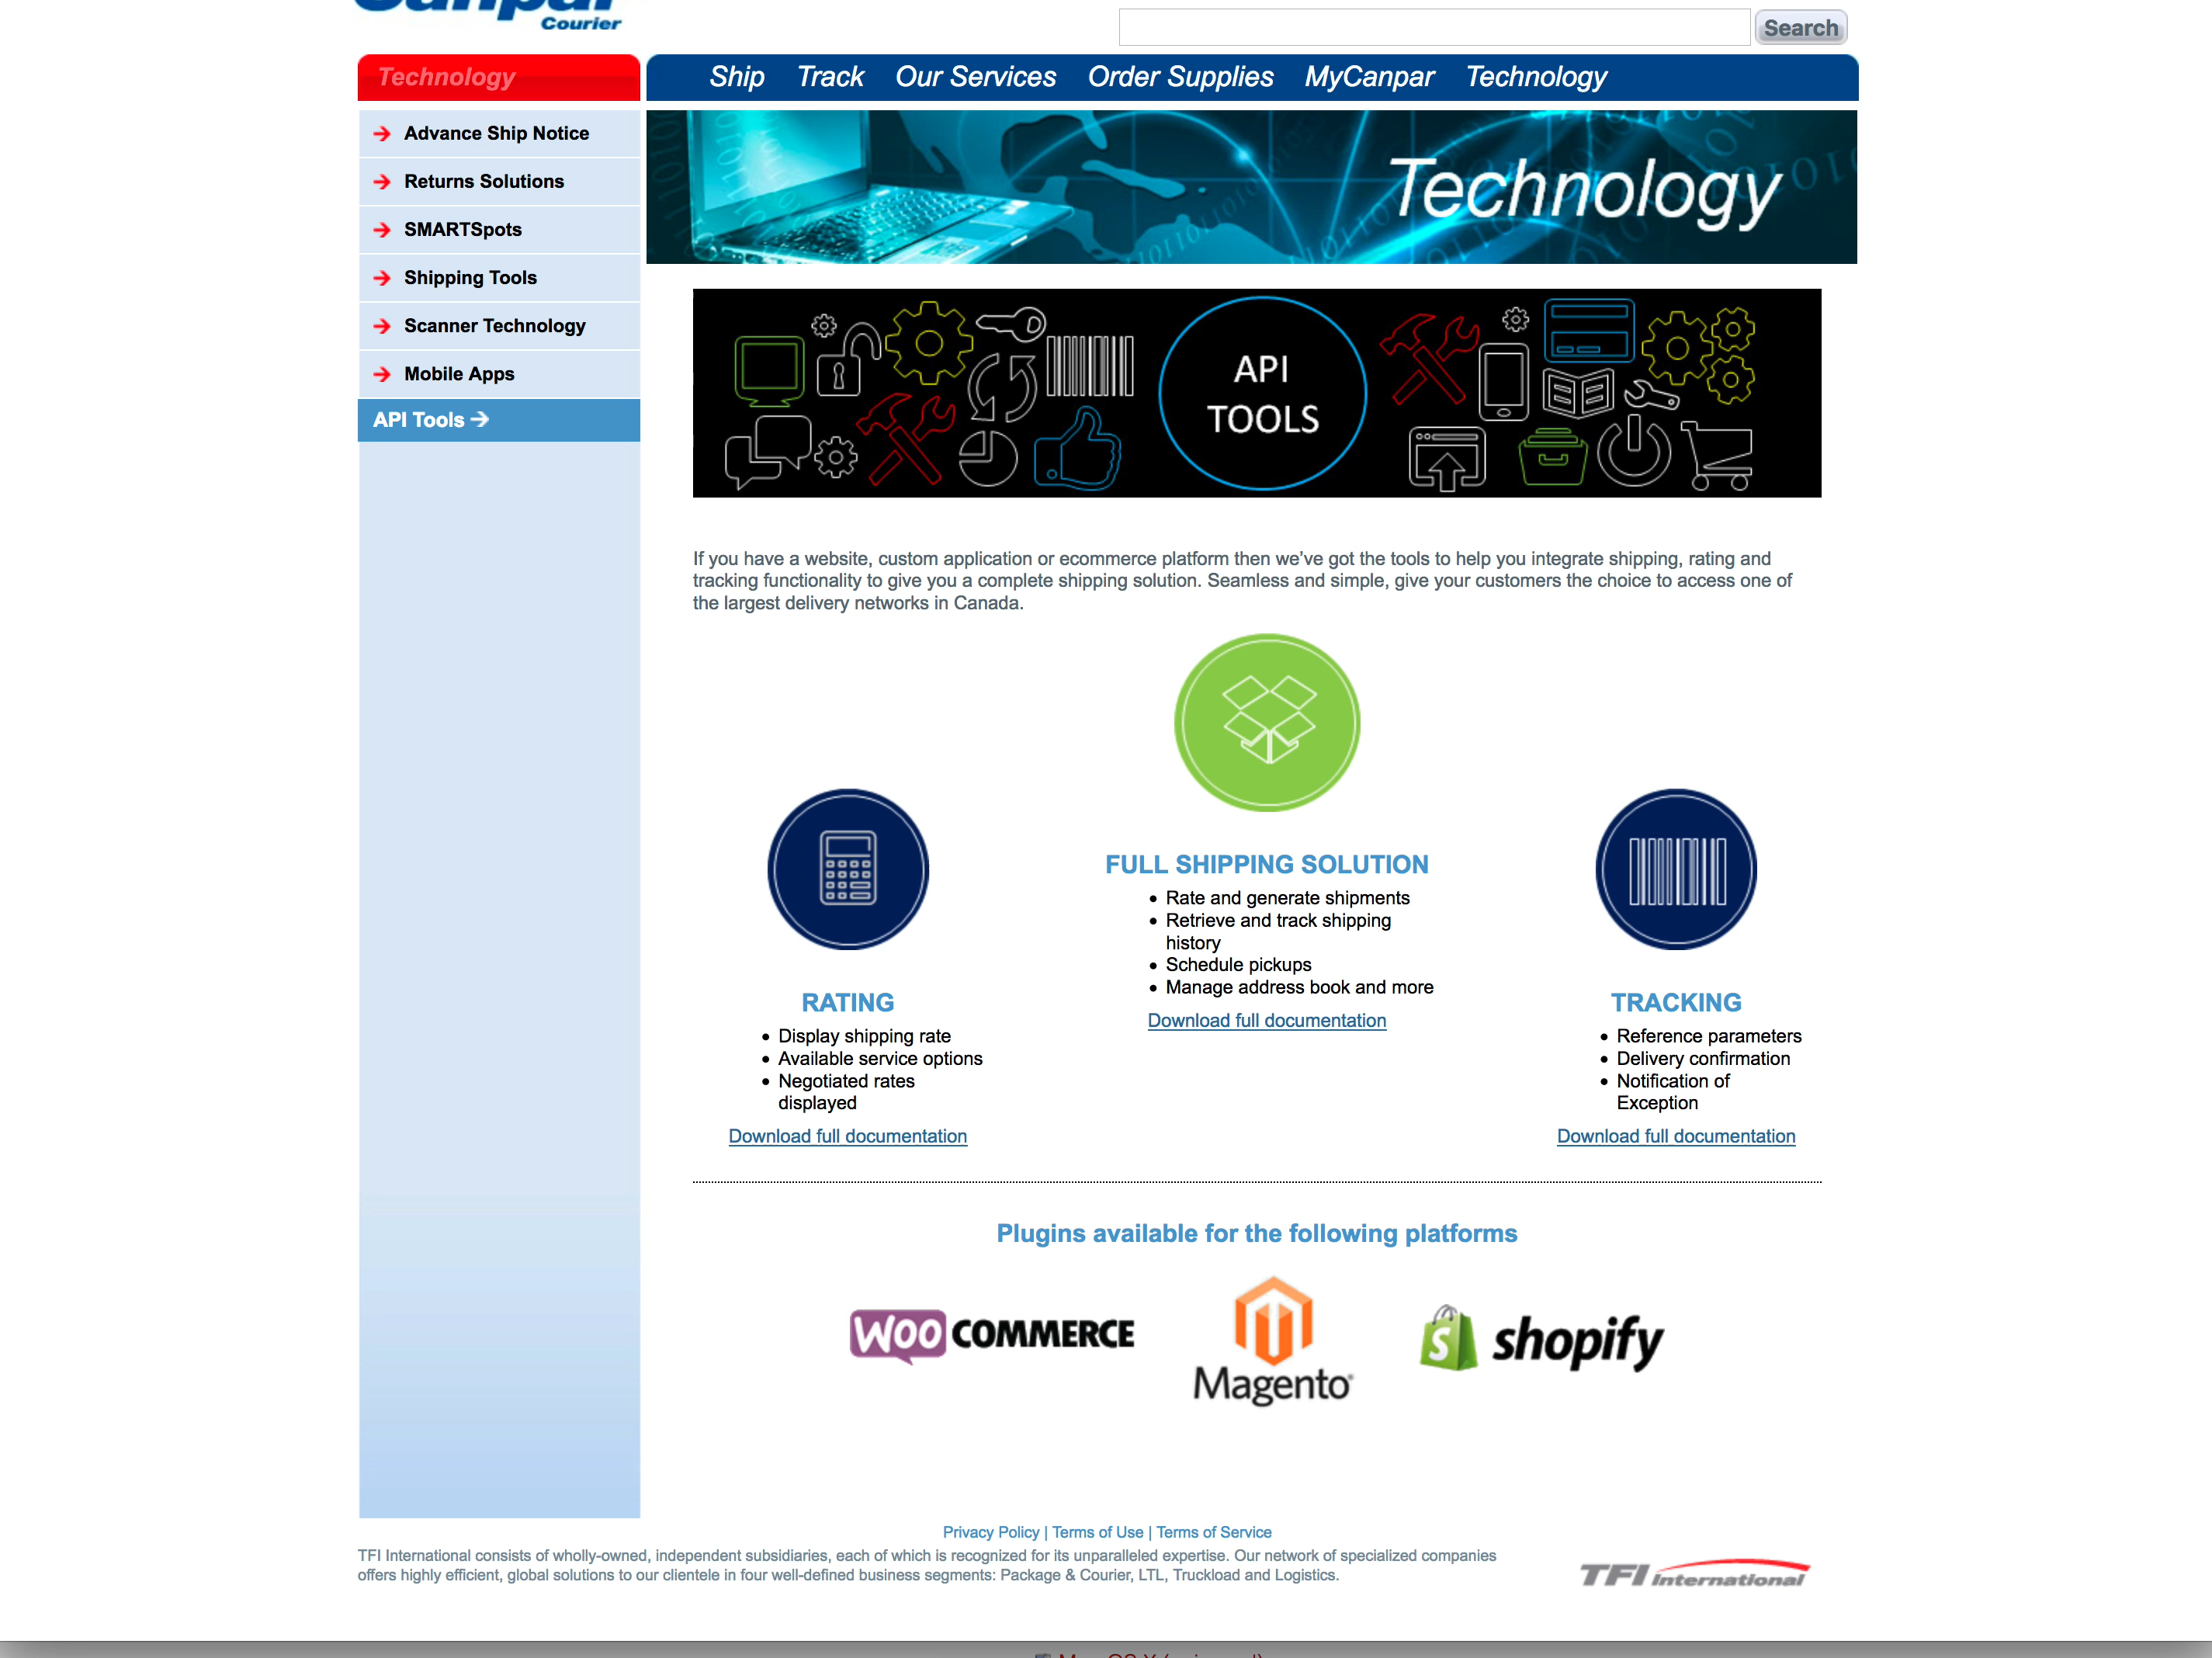 Canpar
Courier
Search
Technology
Ship Track Our Services Order Supplies MyCanpar Technology
Advance Ship Notice
Returns Solutions
SMARTSpots
Shipping Tools
Scanner Technology
Mobile Apps
API Tools
Technology
API
TOOLS
If you have a website, custom application or ecommerce platform then we’ve got the tools to help you integrate shipping, rating and
tracking functionality to give you a complete shipping solution. Seamless and simple, give your customers the choice to access one of
the largest delivery networks in Canada.
RATING
• Display shipping rate
• Available service options
• Negotiated rates
displayed
Download full documentation
FULL SHIPPING SOLUTION
• Rate and generate shipments
• Retrieve and track shipping
history
• Schedule pickups
• Manage address book and more
Download full documentation
TRACKING
• Reference parameters
• Delivery confirmation
• Notification of
Exception
Download full documentation
Plugins available for the following platforms
WOO COMMERCE
Magento
shopify
Privacy Policy | Terms of Use | Terms of Service
TFI International consists of wholly-owned, independent subsidiaries, each of which is recognized for its unparalleled expertise. Our network of specialized companies
offers highly efficient, global solutions to our clientele in four well-defined business segments: Package & Courier, LTL, Truckload and Logistics.
TFI International